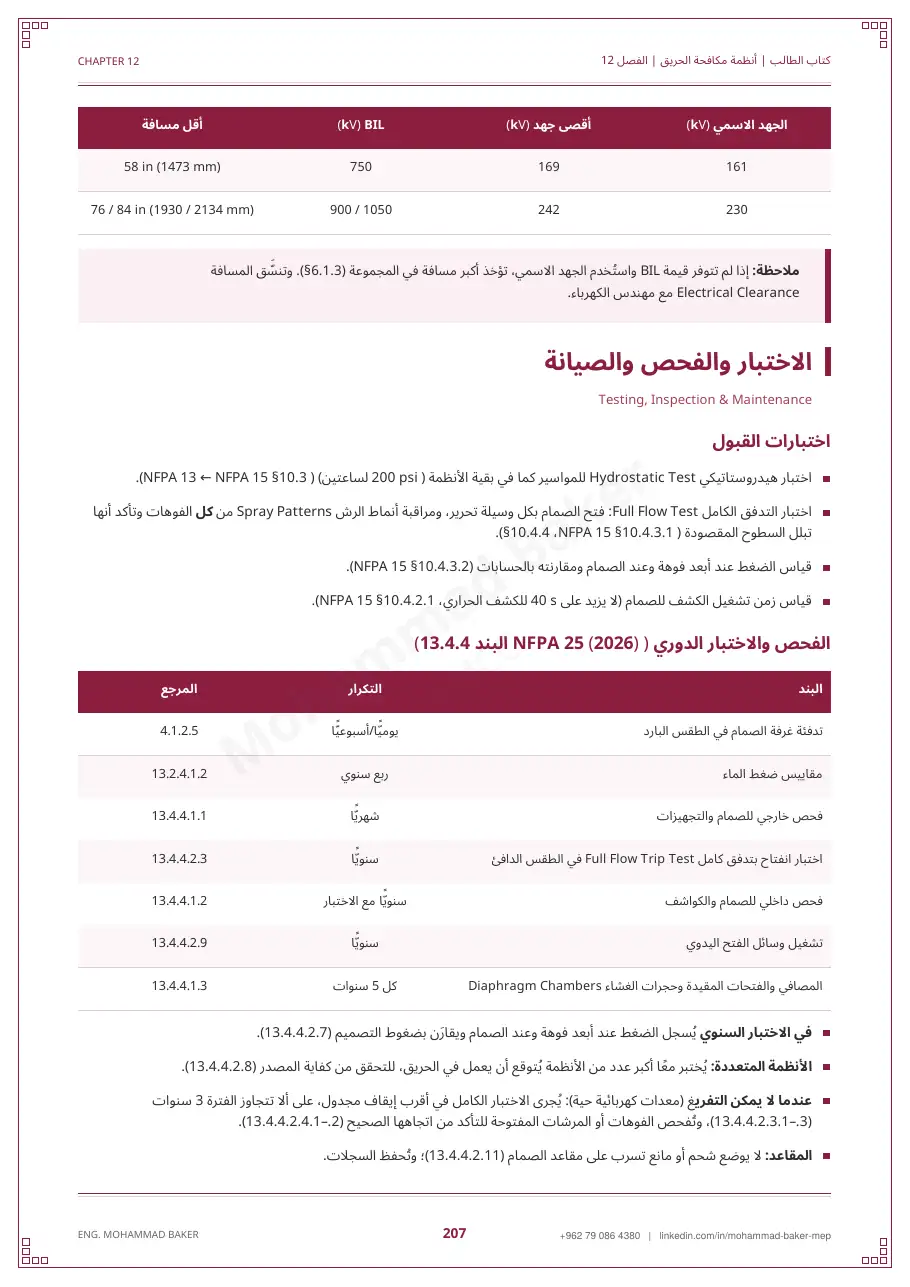 كتاب الطالب | أنظمة مكافحة الحريق | الفصل 12
CHAPTER 12
الجهد الاسمي (kV) أقصى جهد (kV) BIL (kV) أقل مسافة
161 169 750 58 in (1473 mm)
230 242 900 / 1050 76 / 84 in (1930 / 2134 mm)
ملاحظة: إذا لم تتوفر قيمة BIL واستُخدم الجهد الاسمي، تؤخذ أكبر مسافة في المجموعة (§6.1.3). وتنسَّق المسافة
Electrical Clearance مع مهندس الكهرباء.
الاختبار والفحص والصيانة
Testing, Inspection & Maintenance
اختبارات القبول
اختبار هيدروستاتيكي Hydrostatic Test للمواسير كما في بقية الأنظمة ( 200 psi لساعتين) ( NFPA 13 ← NFPA 15 §10.3).
اختبار التدفق الكامل Full Flow Test: فتح الصمام بكل وسيلة تحرير، ومراقبة أنماط الرش Spray Patterns من كل الفوهات وتأكد أنها
تبلل السطوح المقصودة ( NFPA 15 §10.4.3.1، §10.4.4).
قياس الضغط عند أبعد فوهة وعند الصمام ومقارنته بالحسابات (NFPA 15 §10.4.3.2).
قياس زمن تشغيل الكشف للصمام (لا يزيد على 40 s للكشف الحراري، NFPA 15 §10.4.2.1).
الفحص والاختبار الدوري ( NFPA 25 (2026) البند 13.4.4)
البند التكرار المرجع
تدفئة غرفة الصمام في الطقس البارد يوميًّا/أسبوعيًّا 4.1.2.5
مقاييس ضغط الماء ربع سنوي 13.2.4.1.2
فحص خارجي للصمام والتجهيزات شهريًّا 13.4.4.1.1
اختبار انفتاح بتدفق كامل Full Flow Trip Test في الطقس الدافئ سنويًّا 13.4.4.2.3
فحص داخلي للصمام والكواشف سنويًّا مع الاختبار 13.4.4.1.2
تشغيل وسائل الفتح اليدوي سنويًّا 13.4.4.2.9
المصافي والفتحات المقيدة وحجرات الغشاء Diaphragm Chambers كل 5 سنوات 13.4.4.1.3
في الاختبار السنوي يُسجل الضغط عند أبعد فوهة وعند الصمام ويقارَن بضغوط التصميم (13.4.4.2.7).
الأنظمة المتعددة: يُختبر معًا أكبر عدد من الأنظمة يُتوقع أن يعمل في الحريق، للتحقق من كفاية المصدر (13.4.4.2.8).
عندما لا يمكن التفريغ (معدات كهربائية حية): يُجرى الاختبار الكامل في أقرب إيقاف مجدول، على ألا تتجاوز الفترة 3 سنوات
(13.4.4.2.3.1–.3)، وتُفحص الفوهات أو المرشات المفتوحة للتأكد من اتجاهها الصحيح (13.4.4.2.4.1–.2).
المقاعد: لا يوضع شحم أو مانع تسرب على مقاعد الصمام (13.4.4.2.11)؛ وتُحفظ السجلات.
Mohammad Baker
ENG. MOHAMMAD BAKER
207
+962 79 086 4380 | linkedin.com/in/mohammad-baker-mep